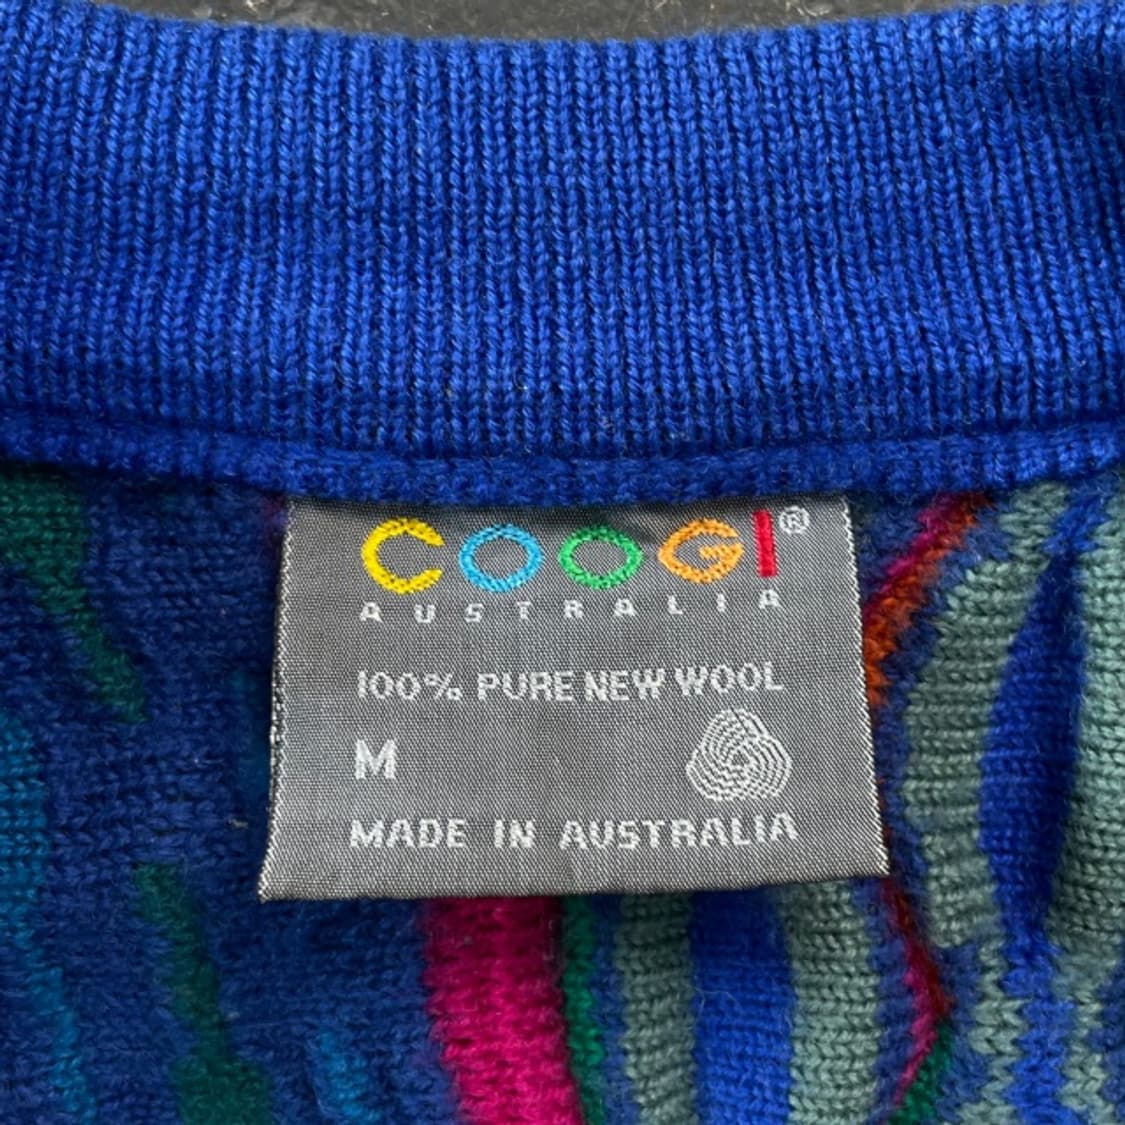 COOGI®
AUSTRALIA
100% PURE NEW WOOL
M
MADE IN AUSTRALIA